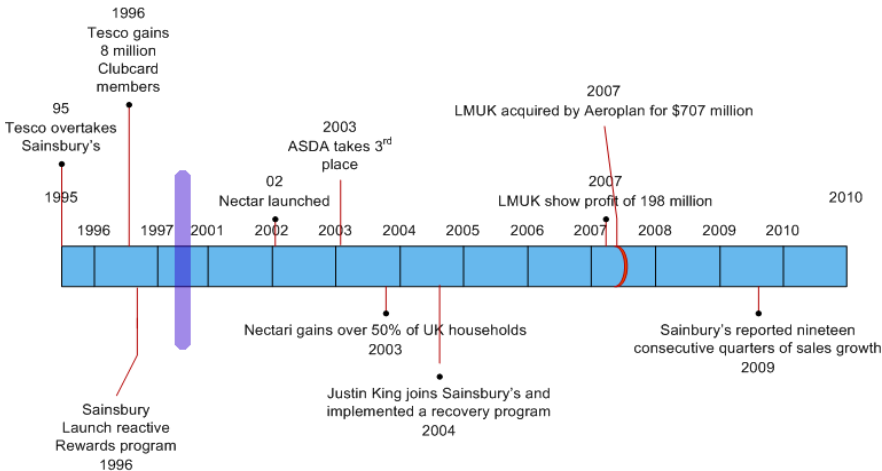 1996
Tesco gains
8 million
Clubcard
members
95
Tesco overtakes
Sainsbury's
2003
ASDA takes 3rd
place
2007
LMUK acquired by Aeroplan for $707 million
02
Nectar launched
2007
LMUK show profit of 198 million
1995
2010
1996
1997
2001
2002
2003
2004
2005
2006
2007
2008
2009
2010
Nectari gains over 50% of UK households
2003
Sainbury's reported nineteen
consecutive quarters of sales growth
2009
Justin King joins Sainsbury's and
implemented a recovery program
2004
Sainsbury
Launch reactive
Rewards program
1996